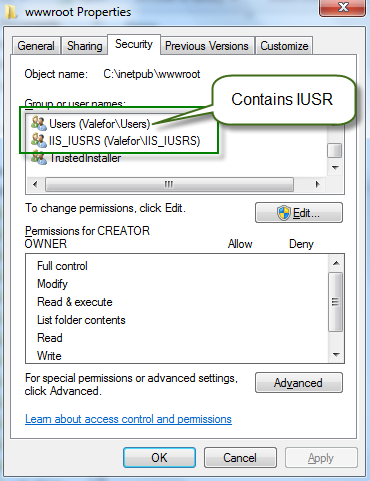 wwwroot Properties
General Sharing Security Previous Versions Customize
Object name: C:\inetpub\wwwroot
Group or user names:
Contains IUSR
Users (Valefor\Users)
IIS_IUSRS (Valefor\IIS_IUSRS)
TrustedInstaller
To change permissions, click Edit.
Edit...
Permissions for CREATOR
OWNER Allow Deny
Full control
Modify
Read & execute
List folder contents
Read
Write
For special permissions or advanced settings,
click Advanced.
Advanced
Learn about access control and permissions
OK Cancel Apply